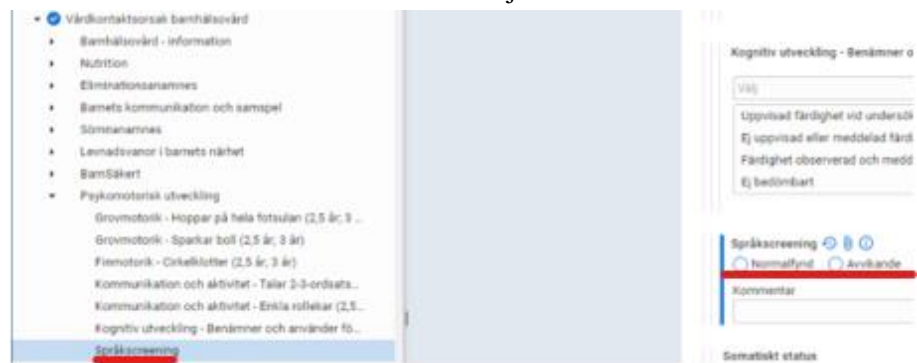 Vårdkontaktsorsak barnhälsovård
Barnhälsovård - information
Nutrition
Eliminationsanamnes
Barnets kommunikation och samspel
Sömnanamnes
Levnadsvanor i barnets närhet
BarnSäkert
Psykomotorisk utveckling
Grovmotorik - Hoppar på hela fotsulan (2,5 år; 3 ...
Grovmotorik - Sparkar boll (2,5 år; 3 år)
Finmotorik - Cirkelklotter (2,5 år; 3 år)
Kommunikation och aktivitet - Talar 2-3-ordsats...
Kommunikation och aktivitet - Enkla rollekar (2,5...
Kognitiv utveckling - Benämner och använder fö...
Språkscreening
Kognitiv utveckling - Benämner o
Välj
Uppvisad färdighet vid undersök
Ej uppvisad eller meddelad färdi
Färdighet observerad och medd
Ej bedömbart
Språkscreening
Normalfynd Avvikande
Kommentar
Somatiskt status